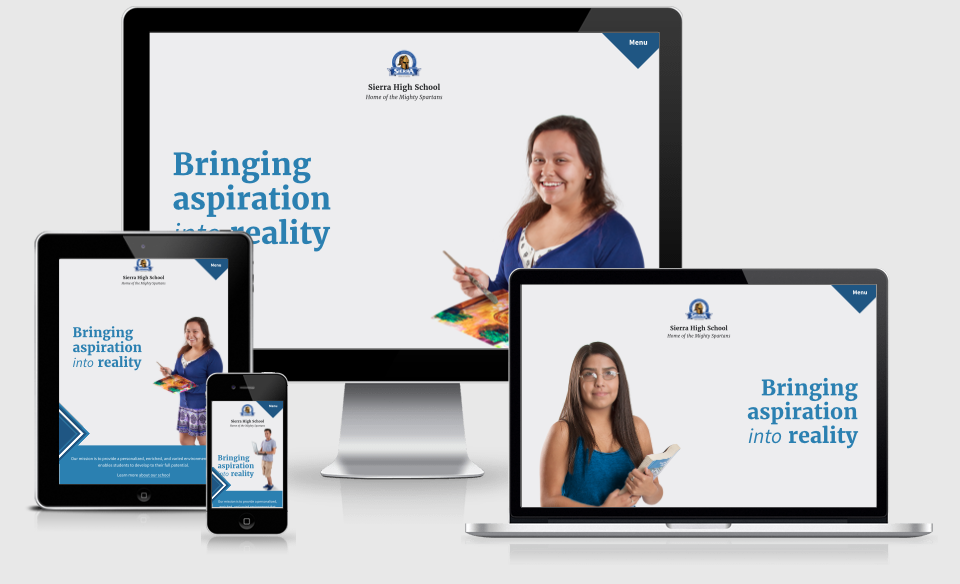 Menu
SIERRA
Sierra High School
Home of the Mighty Spartans
Bringing
aspiration
into reality
Menu
Sierra High School
Home of the Mighty Spartans
Bringing
aspiration
into reality
Our mission is to provide a personalized, enriched, and varied environment
enables students to develop to their full potential.
Learn more about our school
Menu
Sierra High School
Home of the Mighty Spartans
Bringing
aspiration
into reality
Our mission is to provide a personalized,
Menu
Sierra High School
Home of the Mighty Spartans
Bringing
aspiration
into reality